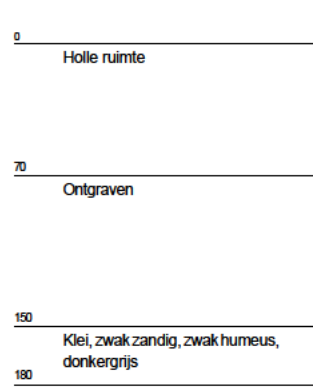 0
Holle ruimte
70
Ontgraven
150
Klei, zwak zandig, zwak humeus,
donkergrijs
180